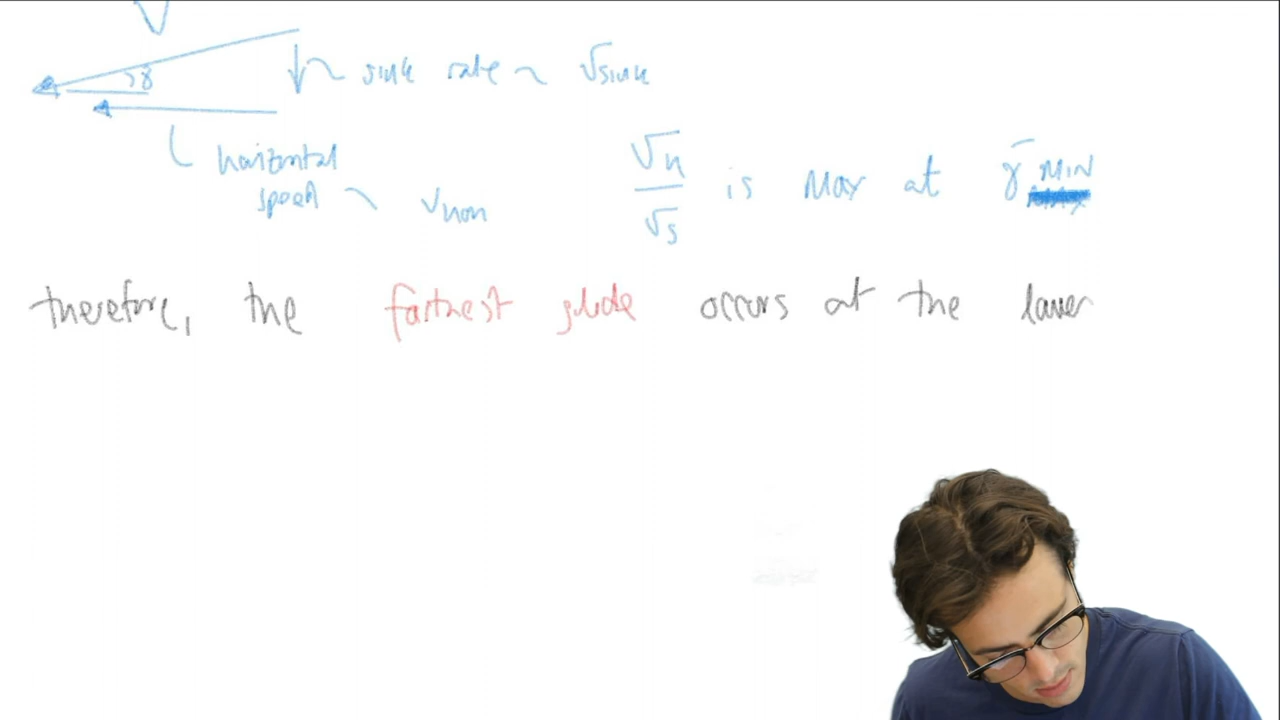 V
γ
sink rate ~ Vsink
horizontal
speed ~ Vhor
VH
Vs
is Max at γ MIN
therefore, the farthest glide occurs at the lower